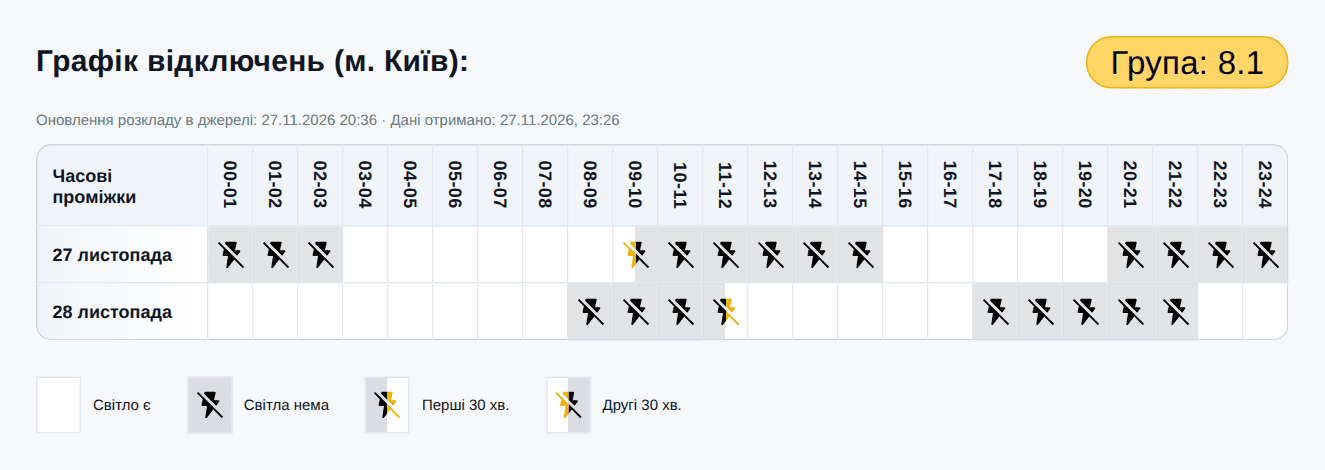 Графік відключень (м. Київ):
Група: 8.1
Оновлення розкладу в джерелі: 27.11.2026 20:36 · Дані отримано: 27.11.2026, 23:26
Часові
проміжки
00-01
01-02
02-03
03-04
04-05
05-06
06-07
07-08
08-09
09-10
10-11
11-12
12-13
13-14
14-15
15-16
16-17
17-18
18-19
19-20
20-21
21-22
22-23
23-24
27 листопада
28 листопада
Світло є
Світла нема
Перші 30 хв.
Другі 30 хв.